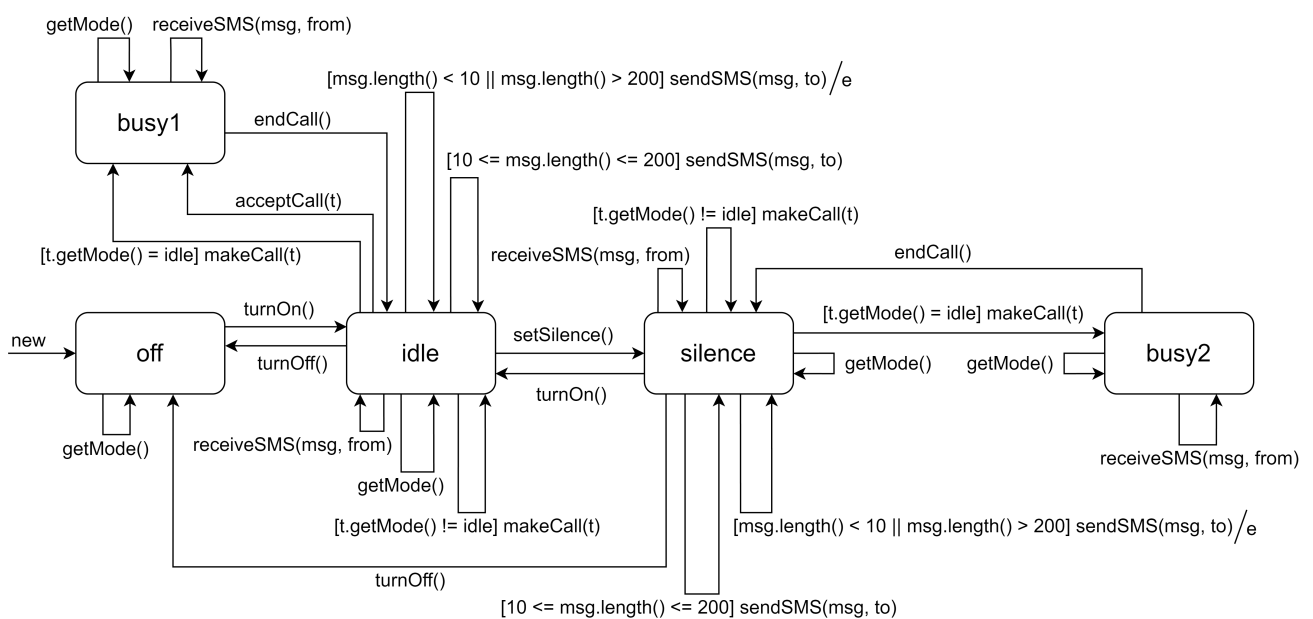 getMode()
receiveSMS(msg, from)
[msg.length() < 10 || msg.length() > 200] sendSMS(msg, to)/e
busy1
endCall()
[10 <= msg.length() <= 200] sendSMS(msg, to)
acceptCall(t)
[t.getMode() != idle] makeCall(t)
[t.getMode() = idle] makeCall(t)
receiveSMS(msg, from)
endCall()
turnOn()
[t.getMode() = idle] makeCall(t)
new
off
idle
setSilence()
silence
busy2
turnOff()
getMode()
getMode()
turnOn()
getMode()
receiveSMS(msg, from)
receiveSMS(msg, from)
getMode()
[t.getMode() != idle] makeCall(t)
[msg.length() < 10 || msg.length() > 200] sendSMS(msg, to)/e
turnOff()
[10 <= msg.length() <= 200] sendSMS(msg, to)